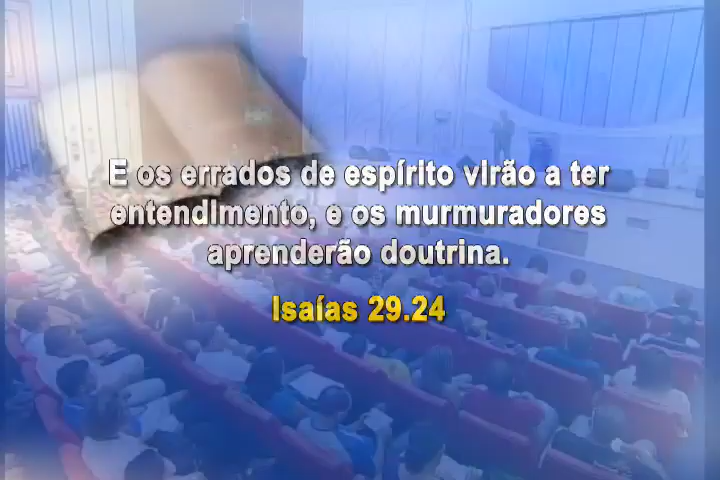 E os errados de espírito virão a ter
entendimento, e os murmuradores
aprenderão doutrina.
Isaías 29.24